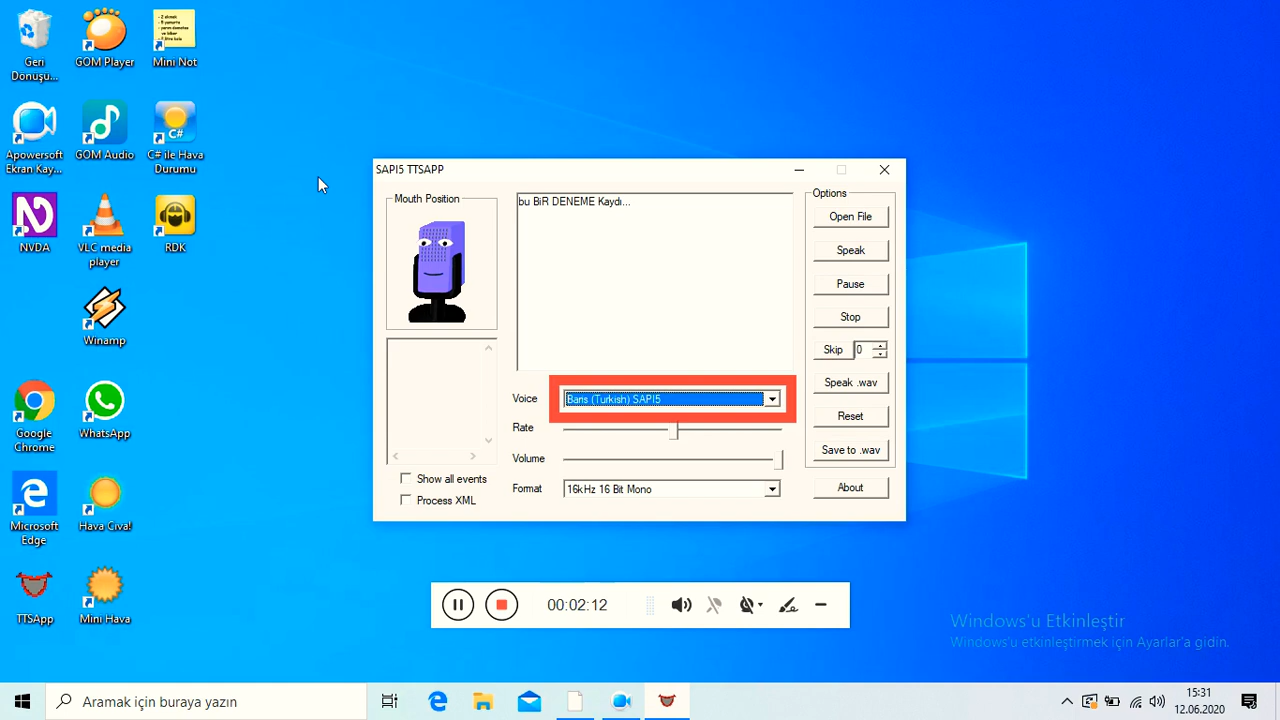 Geri
Donuşu...
GOM Player
Mini Not
- 2 ekmek
Apowersoft
Ekran Kay...
GOM Audio
C#
C# ile Hava
Durumu
NVDA
VLC media
player
RDK
Winamp
Google
Chrome
WhatsApp
Microsoft
Edge
Hava Civa!
TTSApp
Mini Hava
SAPI5 TTSAPP
Mouth Position
bu BiR DENEME Kaydı...
Options
Open File
Speak
Pause
Stop
Skip 0
Speak .wav
Reset
Save to .wav
About
Voice Baris (Turkish) SAPI5
Rate
Volume
Format 16kHz 16 Bit Mono
Show all events
Process XML
00:02:12
Windows'u Etkinleştir
Windows'u etkinleştirmek için Ayarlar'a gidin.
Aramak için buraya yazın
15:31
12.06.2020